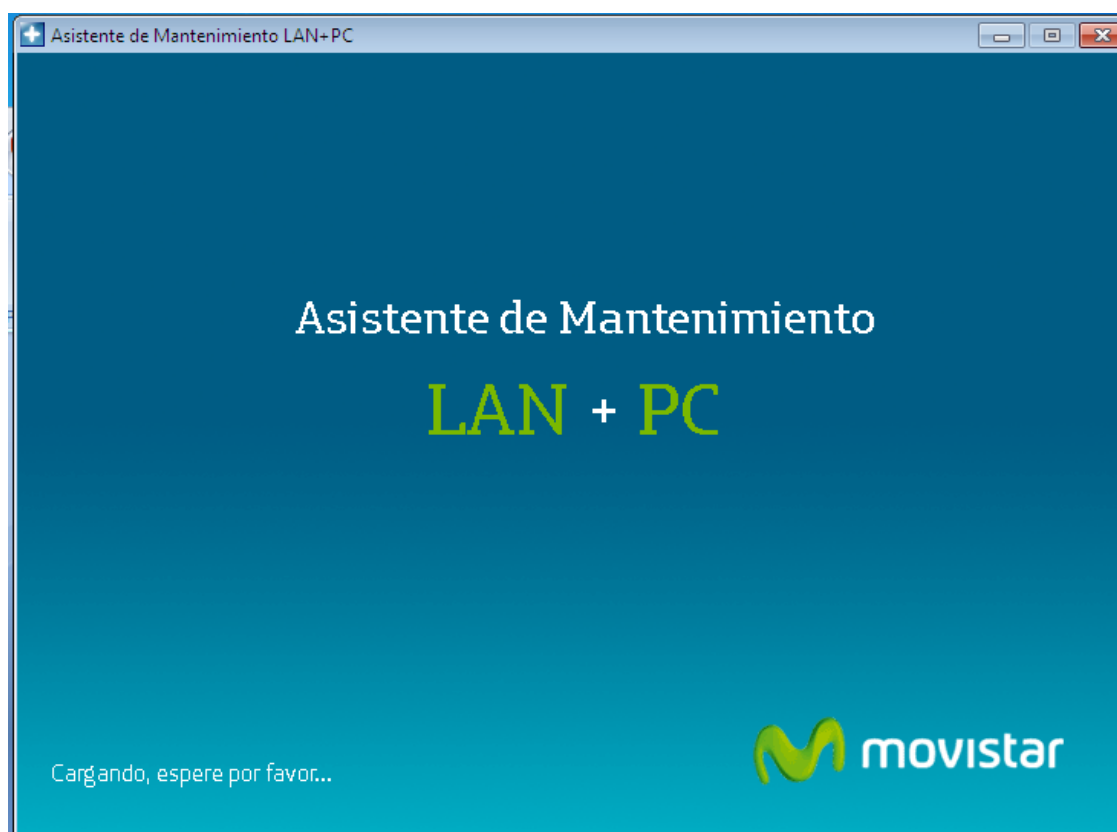 Asistente de Mantenimiento LAN+PC
Asistente de Mantenimiento
LAN + PC
movistar
Cargando, espere por favor...